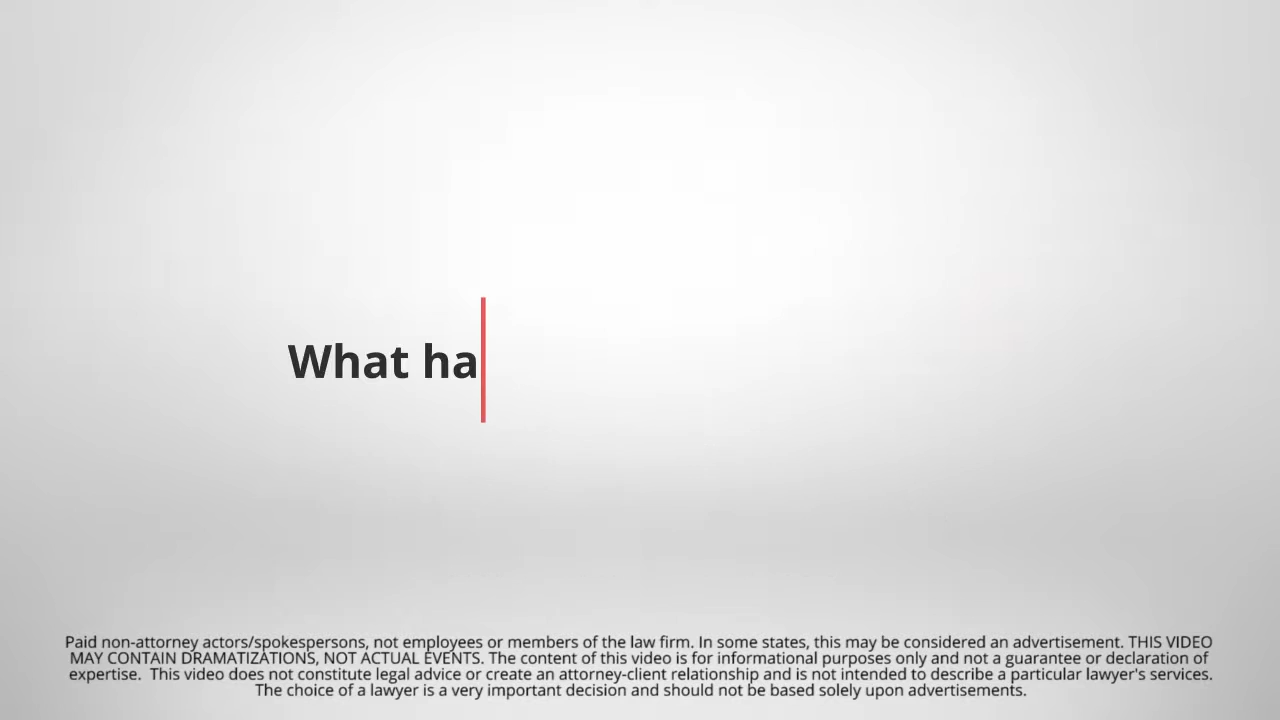 What ha
Paid non-attorney actors/spokespersons, not employees or members of the law firm. In some states, this may be considered an advertisement. THIS VIDEO
MAY CONTAIN DRAMATIZATIONS, NOT ACTUAL EVENTS. The content of this video is for informational purposes only and not a guarantee or declaration of
expertise.  This video does not constitute legal advice or create an attorney-client relationship and is not intended to describe a particular lawyer's services.
The choice of a lawyer is a very important decision and should not be based solely upon advertisements.